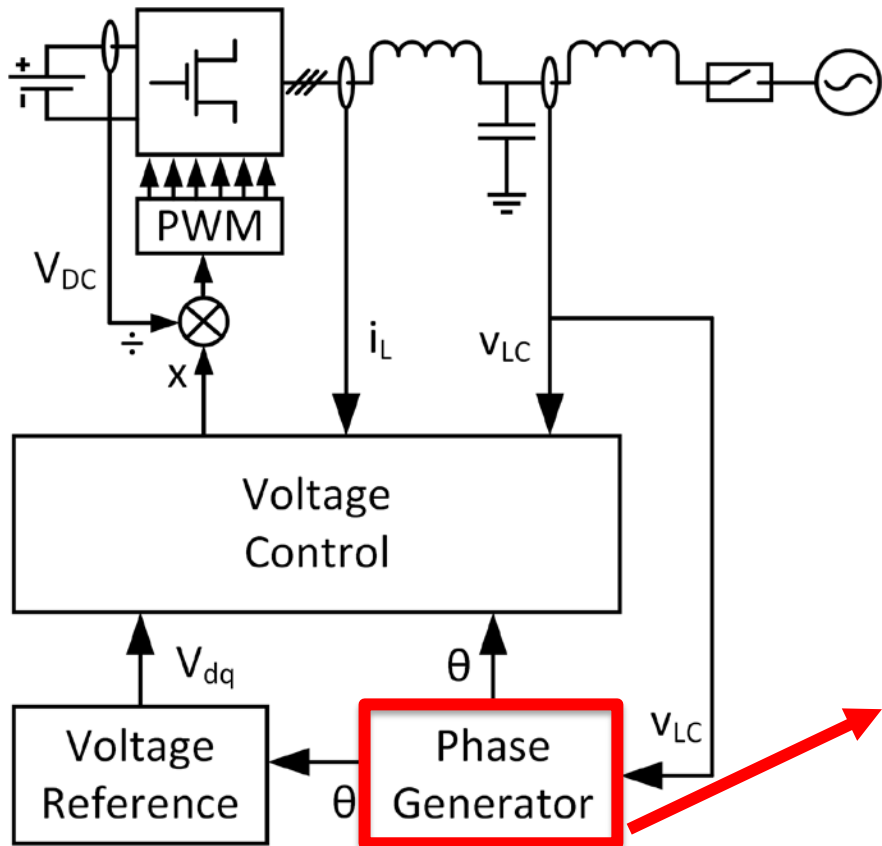 +
-
PWM
V_DC
÷
x
i_L
v_LC
Voltage
Control
V_dq
θ
v_LC
Voltage
Reference
θ
Phase
Generator